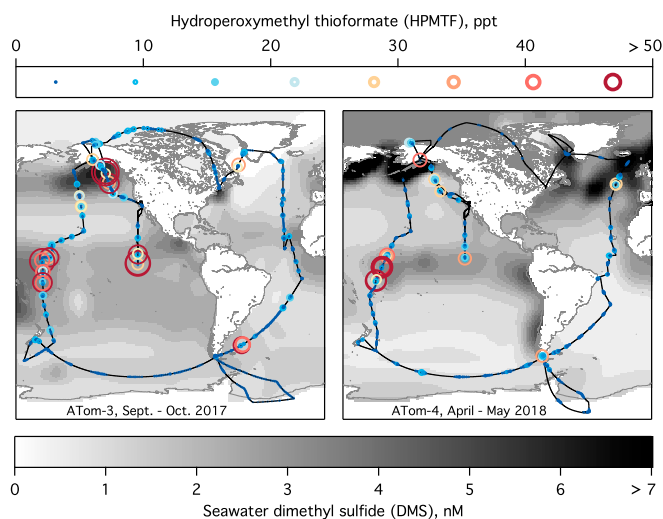 Hydroperoxymethyl thioformate (HPMTF), ppt
0 10 20 30 40 > 50
ATom-3, Sept. - Oct. 2017
ATom-4, April - May 2018
0 1 2 3 4 5 6 > 7
Seawater dimethyl sulfide (DMS), nM